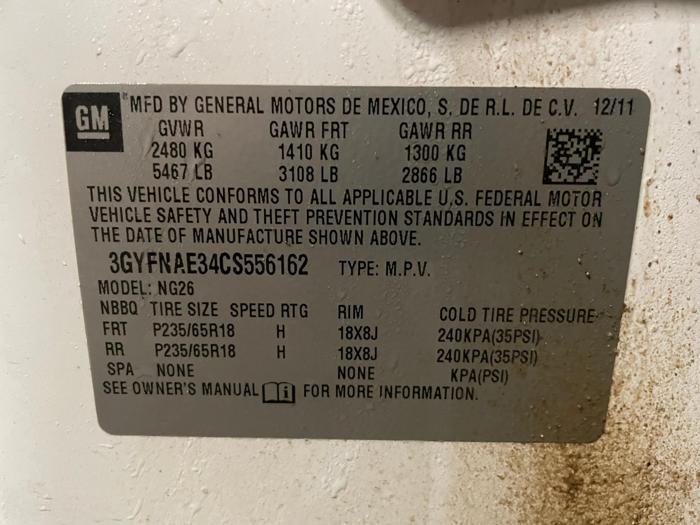 GM
MFD BY GENERAL MOTORS DE MEXICO, S. DE R.L. DE C.V. 12/11
GVWR GAWR FRT GAWR RR
2480 KG 1410 KG 1300 KG
5467 LB 3108 LB 2866 LB
THIS VEHICLE CONFORMS TO ALL APPLICABLE U.S. FEDERAL MOTOR
VEHICLE SAFETY AND THEFT PREVENTION STANDARDS IN EFFECT ON
THE DATE OF MANUFACTURE SHOWN ABOVE.
3GYFNAE34CS556162 TYPE: M.P.V.
MODEL: NG26
NBBQ TIRE SIZE SPEED RTG RIM COLD TIRE PRESSURE
FRT P235/65R18 H 18X8J 240KPA(35PSI)
RR P235/65R18 H 18X8J 240KPA(35PSI)
SPA NONE NONE KPA(PSI)
SEE OWNER'S MANUAL i FOR MORE INFORMATION.